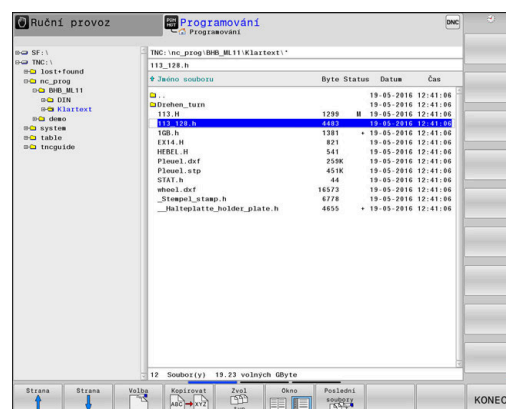 Ruční provoz
PGM MGT Programování
Programování
DNC
SF:\
TNC:\
lost+found
nc_prog
BHB_ML11
DIN
Klartext
demo
system
table
tncguide
TNC:\nc_prog\BHB_ML11\Klartext\*
113_128.h
Jméno souboru Byte Status Datum Čas
.. 19-05-2016 12:41:06
Drehen_turn 19-05-2016 12:41:06
113.H 1299 M 19-05-2016 12:41:06
113_128.h 4403 19-05-2016 12:41:06
1GB.h 1381 + 19-05-2016 12:41:06
EX14.H 821 19-05-2016 12:41:06
HEBEL.H 541 19-05-2016 12:41:06
Pleuel.dxf 259K 19-05-2016 12:41:06
Pleuel.stp 451K 19-05-2016 12:41:06
STAT.h 44 19-05-2016 12:41:06
wheel.dxf 16573 19-05-2016 12:41:06
_Stempel_stamp.h 6778 19-05-2016 12:41:06
__Halteplatte_holder_plate.h 4655 + 19-05-2016 12:41:06
12 Soubor(y) 19.23 volných GByte
Strana Strana Volba Kopírovat Zvol Okno Poslední
soubory
ABC XYZ
KONEC